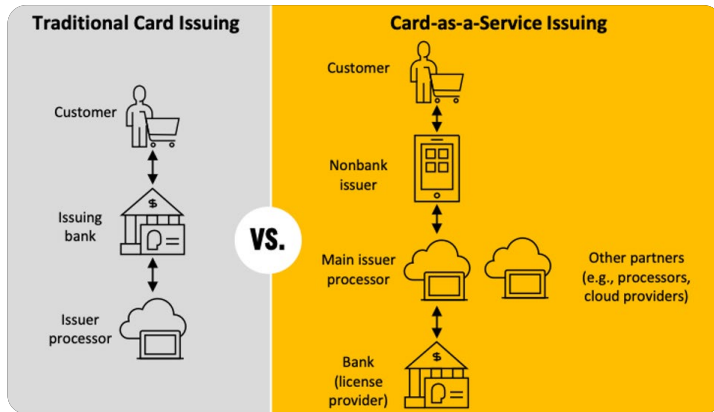 Traditional Card Issuing
Customer
Issuing
bank
Issuer
processor
VS.
Card-as-a-Service Issuing
Customer
Nonbank
issuer
Main issuer
processor
Other partners
(e.g., processors,
cloud providers)
Bank
(license
provider)
$
$